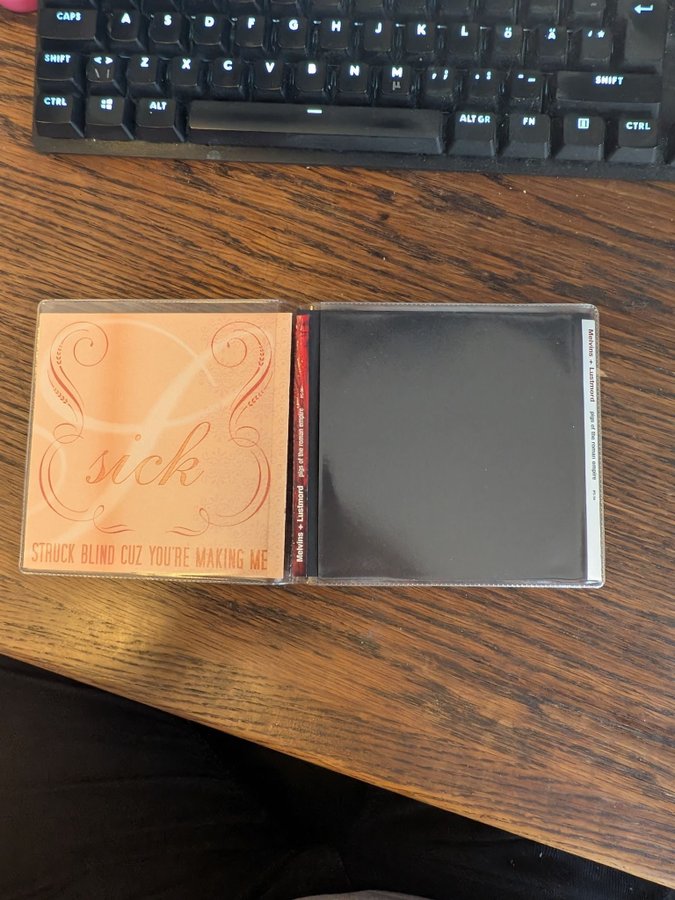 CAPS A S D F G H J K L Ö Ä ' *
SHIFT < > \ | Z X C V B N M µ , ; . : - _ SHIFT
CTRL ALT ALT GR FN CTRL
sick
STRUCK BLIND CUZ YOU'RE MAKING ME
Melvins + Lustmord pigs of the roman empire
Melvins + Lustmord pigs of the roman empire